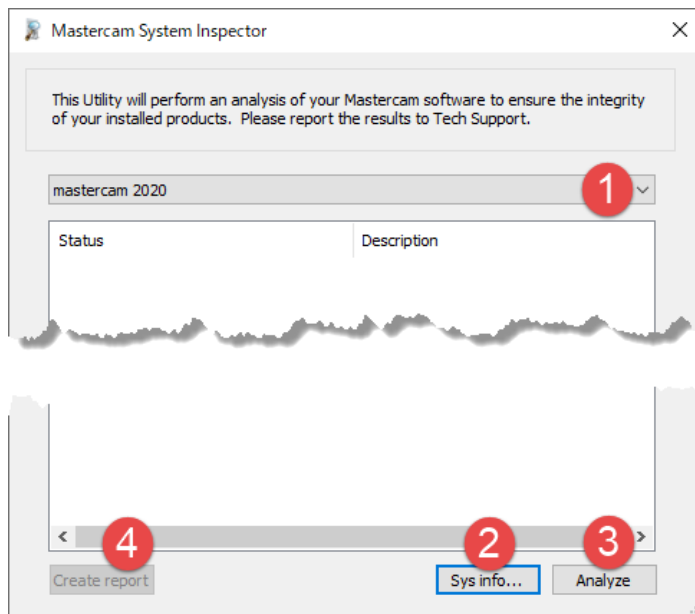 Mastercam System Inspector
This Utility will perform an analysis of your Mastercam software to ensure the integrity
of your installed products.  Please report the results to Tech Support.
mastercam 2020
1
Status
Description
4
2
3
Create report
Sys info...
Analyze